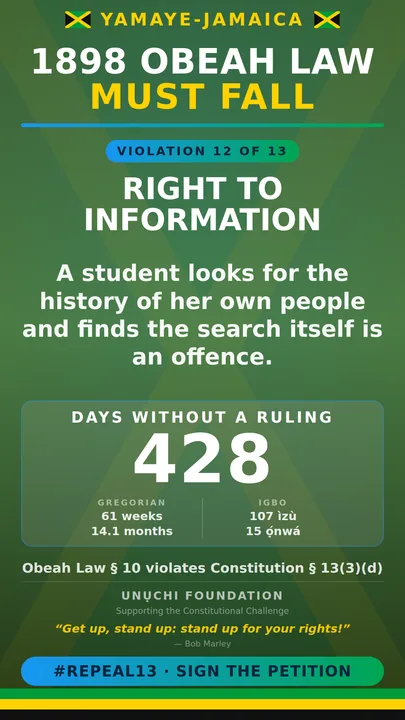 YAMAYE-JAMAICA
1898 OBEAH LAW
MUST FALL
VIOLATION 12 OF 13
RIGHT TO
INFORMATION
A student looks for the
history of her own people
and finds the search itself is
an offence.
DAYS WITHOUT A RULING
428
GREGORIAN
61 weeks
14.1 months
IGBO
107 ìzù
15 ọ́nwá
Obeah Law § 10 violates Constitution § 13(3)(d)
UNỤCHI FOUNDATION
Supporting the Constitutional Challenge
“Get up, stand up: stand up for your rights!”
— Bob Marley
#REPEAL13 · SIGN THE PETITION